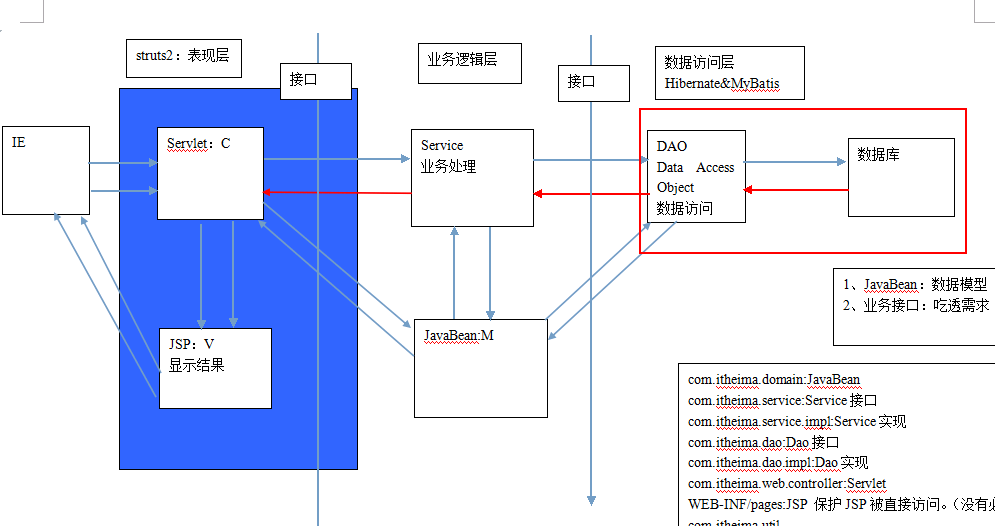 struts2：表现层
接口
业务逻辑层
接口
数据访问层
Hibernate&MyBatis
IE
Servlet：C
Service
业务处理
DAO
Data Access
Object
数据访问
数据库
JSP：V
显示结果
JavaBean:M
1、JavaBean：数据模型
2、业务接口：吃透需求
com.itheima.domain:JavaBean
com.itheima.service:Service 接口
com.itheima.service.impl:Service 实现
com.itheima.dao:Dao 接口
com.itheima.dao.impl:Dao 实现
com.itheima.web.controller:Servlet
WEB-INF/pages:JSP 保护 JSP 被直接访问。（没有必
com.itheima.util